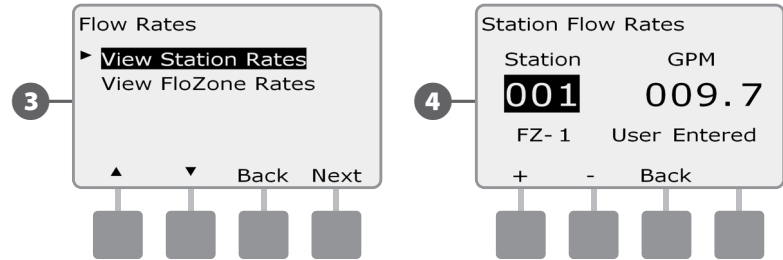 3
Flow Rates
► View Station Rates
View FloZone Rates
▲ ▼ Back Next
4
Station Flow Rates
Station GPM
001 009.7
FZ- 1 User Entered
+ - Back